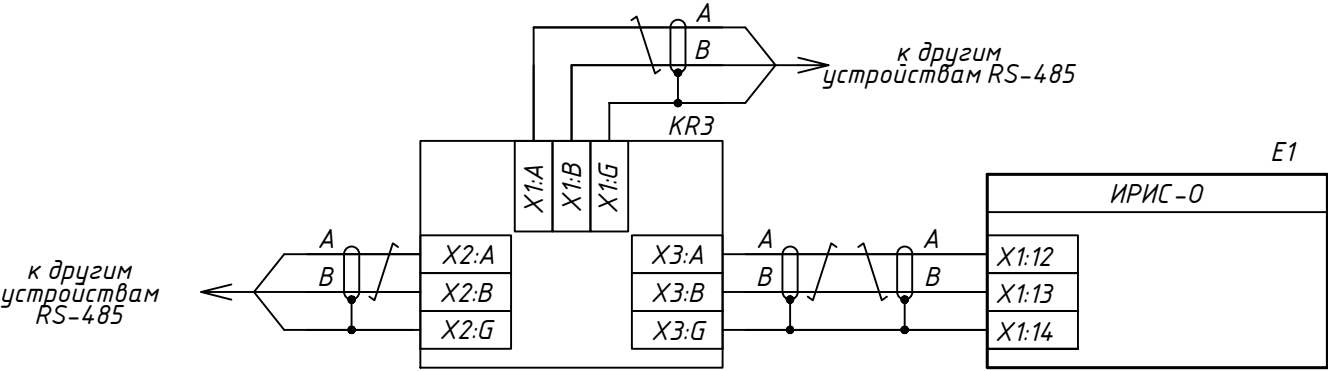 A
B
к другим
устройствам RS-485
KR3
E1
X1:A
X1:B
X1:G
ИРИС-О
A
B
X2:A
X2:B
X2:G
X3:A
X3:B
X3:G
A
B
A
B
X1:12
X1:13
X1:14
к другим
устройствам
RS-485